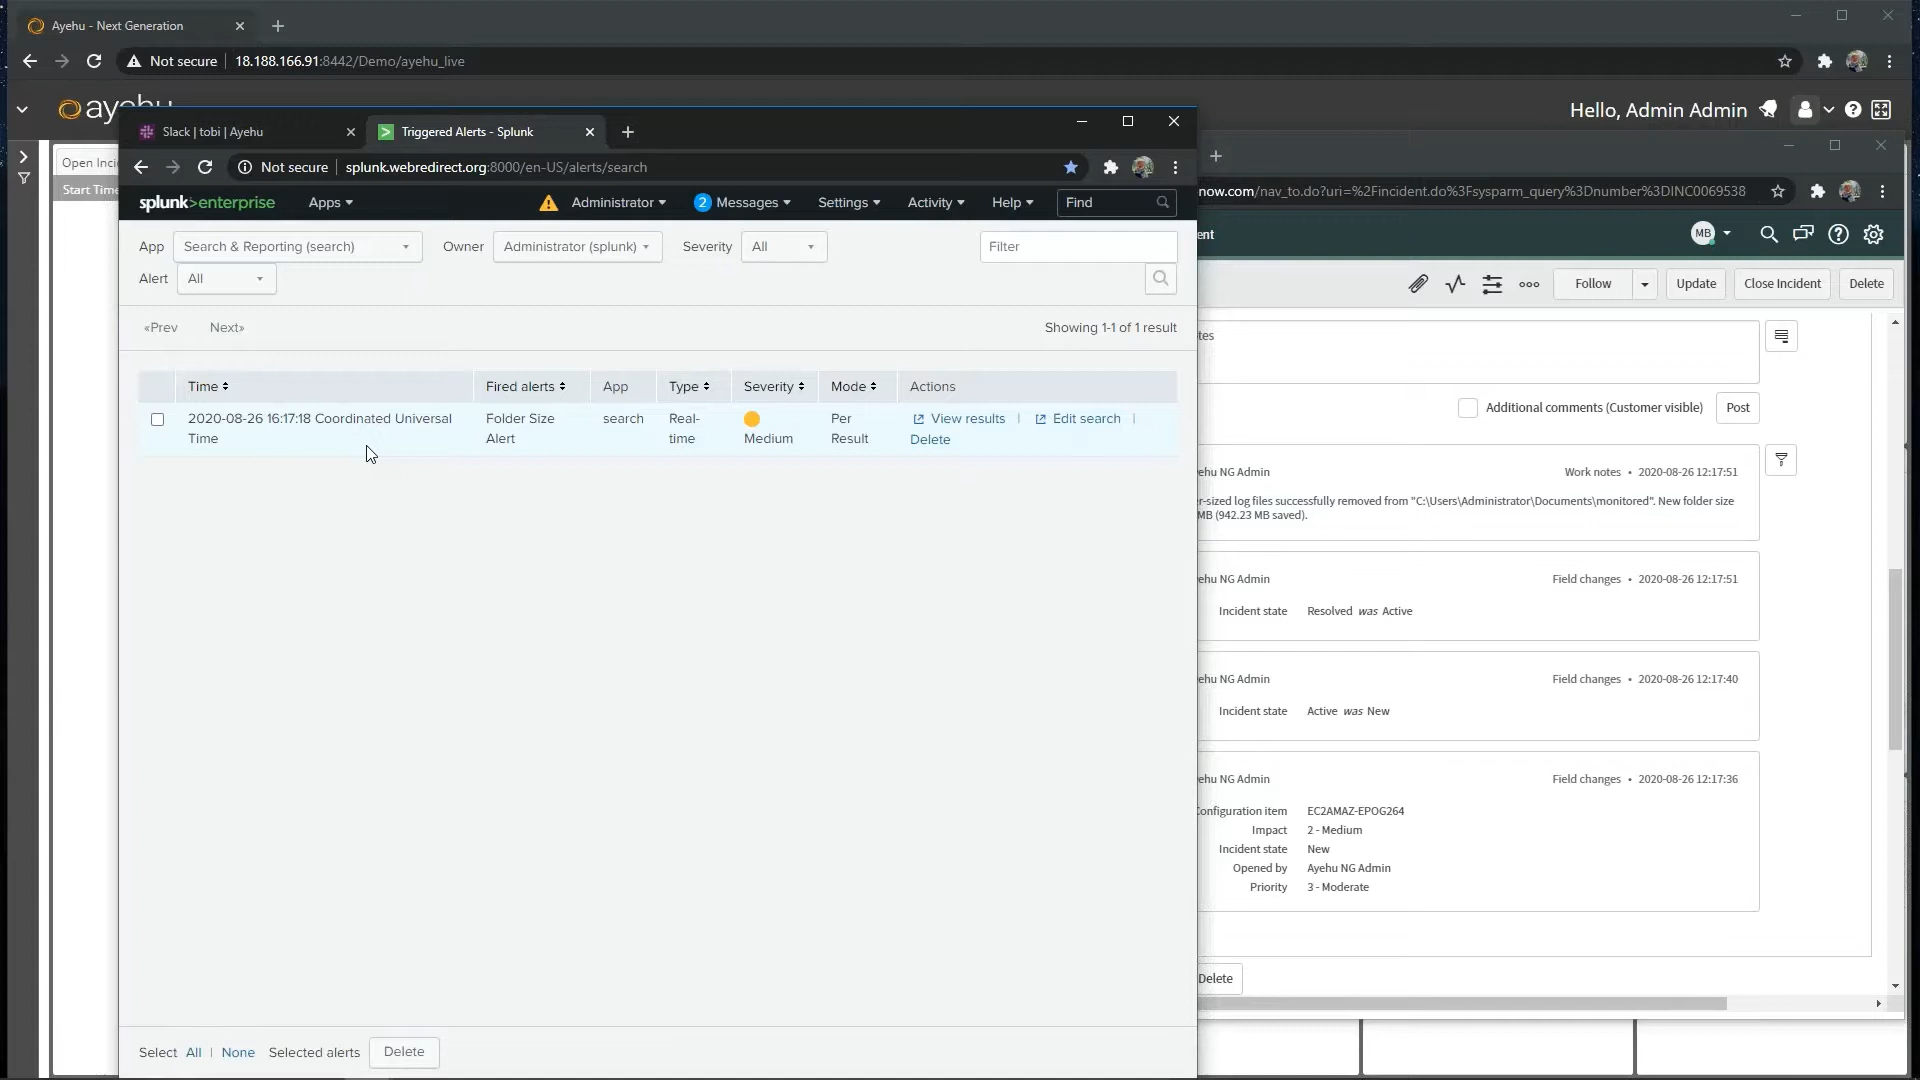 Ayehu - Next Generation
Not secure
18.188.166.91:8442/Demo/ayehu_live
ayehu
Hello, Admin Admin
Open Inci
Start Time
Slack | tobi | Ayehu
Triggered Alerts - Splunk
Not secure
splunk.webredirect.org:8000/en-US/alerts/search
splunk>enterprise
Apps
Administrator
2
Messages
Settings
Activity
Help
Find
App
Search & Reporting (search)
Owner
Administrator (splunk)
Severity
All
Filter
Alert
All
«Prev
Next»
Showing 1-1 of 1 result
Time
Fired alerts
App
Type
Severity
Mode
Actions
2020-08-26 16:17:18 Coordinated Universal
Time
Folder Size
Alert
search
Real-
time
Medium
Per
Result
View results
|
Edit search
|
Delete
Select
All
|
None
Selected alerts
Delete
now.com/nav_to.do?uri=%2Fincident.do%3Fsysparm_query%3Dnumber%3DINC0069538
ent
MB
Follow
Update
Close Incident
Delete
tes
Additional comments (Customer visible)
Post
ehu NG Admin
Work notes • 2020-08-26 12:17:51
r-sized log files successfully removed from "C:\Users\Administrator\Documents\monitored". New folder size
MB (942.23 MB saved).
ehu NG Admin
Field changes • 2020-08-26 12:17:51
Incident state
Resolved was Active
ehu NG Admin
Field changes • 2020-08-26 12:17:40
Incident state
Active was New
ehu NG Admin
Field changes • 2020-08-26 12:17:36
Configuration item
EC2AMAZ-EPOG264
Impact
2 - Medium
Incident state
New
Opened by
Ayehu NG Admin
Priority
3 - Moderate
Delete